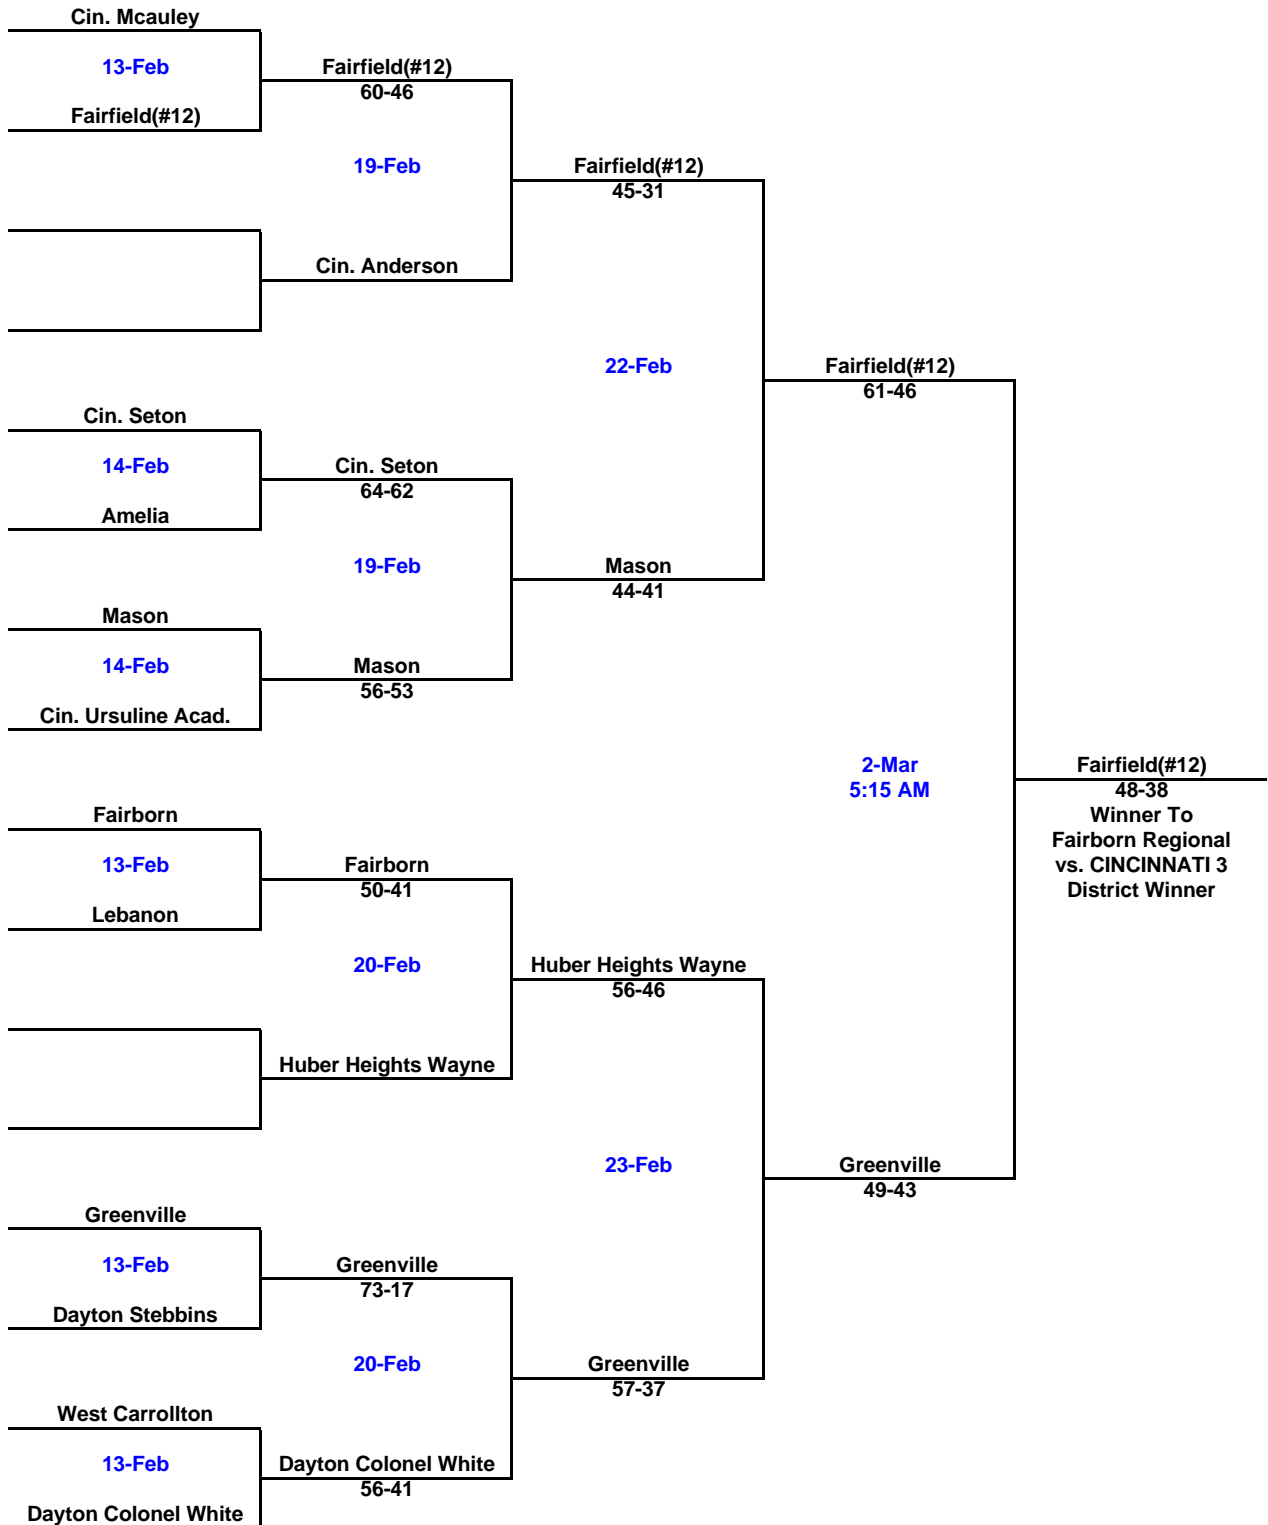 Cin. Mcauley
13-Feb
Fairfield(#12)
Fairfield(#12)
60-46
19-Feb
Fairfield(#12)
45-31
Cin. Anderson
22-Feb
Fairfield(#12)
61-46
Cin. Seton
14-Feb
Amelia
Cin. Seton
64-62
19-Feb
Mason
44-41
Mason
14-Feb
Cin. Ursuline Acad.
Mason
56-53
2-Mar
5:15 AM
Fairfield(#12)
48-38
Winner To
Fairborn Regional
vs. CINCINNATI 3
District Winner
Fairborn
13-Feb
Lebanon
Fairborn
50-41
20-Feb
Huber Heights Wayne
56-46
Huber Heights Wayne
23-Feb
Greenville
49-43
Greenville
13-Feb
Dayton Stebbins
Greenville
73-17
20-Feb
Greenville
57-37
West Carrollton
13-Feb
Dayton Colonel White
Dayton Colonel White
56-41